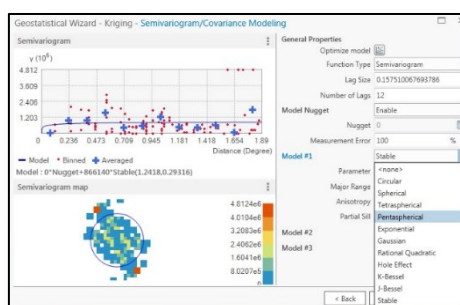 Geostatistical Wizard - Kriging - Semivariogram/Covariance Modeling
Semivariogram
γ (10⁶)
4.812
3.609
2.406
1.203
0 0.236 0.473 0.709 0.945 1.181 1.418 1.654 1.89
Distance (Degree)
Model Binned Averaged
Model : 0*Nugget+866140*Stable(1.2418,0.29316)
Semivariogram map
4.8124e6
4.0104e6
3.2083e6
2.4062e6
1.6041e6
8.0207e5
0
General Properties
Optimize model
Function Type Semivariogram
Lag Size 0.157510067693786
Number of Lags 12
Model Nugget Enable
Nugget 0
Measurement Error 100 %
Model #1 Stable
Parameter
Major Range
Anisotropy
Partial Sill
Model #2
Model #3
<none>
Circular
Spherical
Tetraspherical
Pentaspherical
Exponential
Gaussian
Rational Quadratic
Hole Effect
K-Bessel
J-Bessel
Stable
< Back